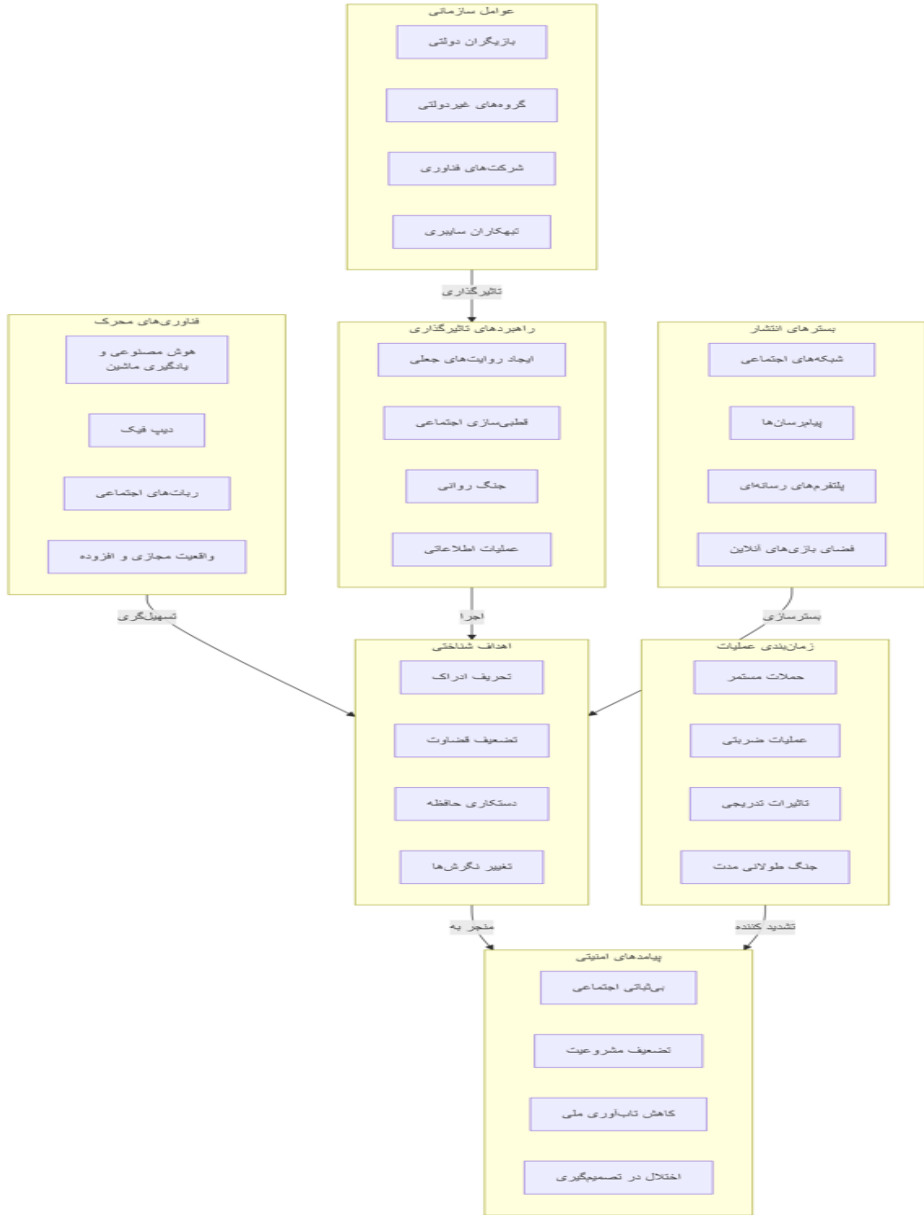 عوامل سازمانی
بازیگران دولتی
گروه‌های غیردولتی
شرکت‌های فناوری
تبهکاران سایبری
تاثیرگذاری
فناوری‌های محرک
هوش مصنوعی و
یادگیری ماشین
دیپ فیک
ربات‌های اجتماعی
واقعیت مجازی و افزوده
تسهیل‌گری
راهبردهای تاثیرگذاری
ایجاد روایت‌های جعلی
قطبی‌سازی اجتماعی
جنگ روانی
عملیات اطلاعاتی
اجرا
بسترهای انتشار
شبکه‌های اجتماعی
پیام‌رسان‌ها
پلتفرم‌های رسانه‌ای
فضای بازی‌های آنلاین
بسترسازی
اهداف شناختی
تحریف ادراک
تضعیف قضاوت
دستکاری حافظه
تغییر نگرش‌ها
منجر به
زمان‌بندی عملیات
حملات مستمر
عملیات ضربتی
تاثیرات تدریجی
جنگ طولانی مدت
تشدید کننده
پیامدهای امنیتی
بی‌ثباتی اجتماعی
تضعیف مشروعیت
کاهش تاب‌آوری ملی
اختلال در تصمیم‌گیری